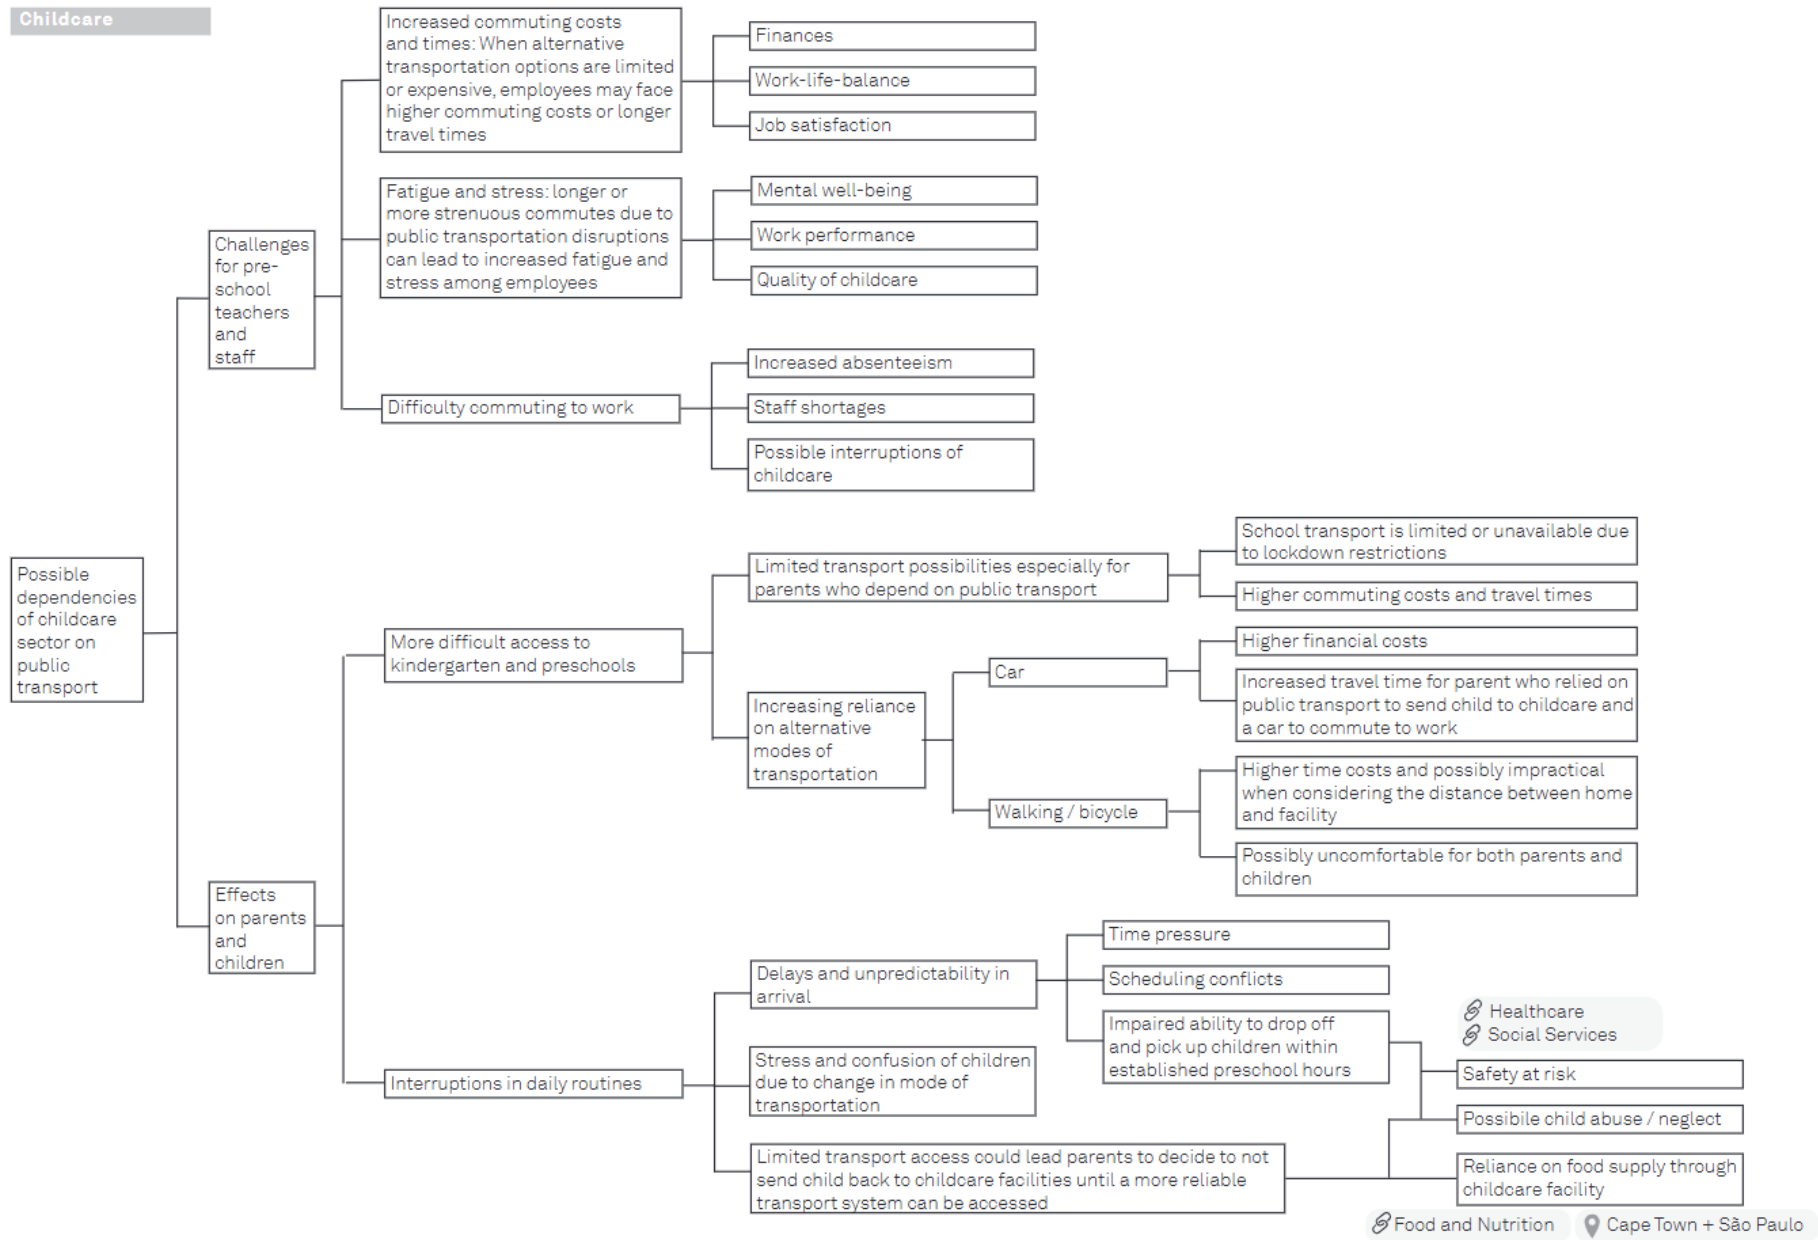 Childcare
Increased commuting costs
and times: When alternative
transportation options are limited
or expensive, employees may face
higher commuting costs or longer
travel times
Finances
Work-life-balance
Job satisfaction
Fatigue and stress: longer or
more strenuous commutes due to
public transportation disruptions
can lead to increased fatigue and
stress among employees
Mental well-being
Work performance
Quality of childcare
Challenges
for pre-
school
teachers
and
staff
Difficulty commuting to work
Increased absenteeism
Staff shortages
Possible interruptions of
childcare
Possible
dependencies
of childcare
sector on
public
transport
More difficult access to
kindergarten and preschools
Limited transport possibilities especially for
parents who depend on public transport
School transport is limited or unavailable due
to lockdown restrictions
Higher commuting costs and travel times
Increasing reliance
on alternative
modes of
transportation
Car
Higher financial costs
Increased travel time for parent who relied on
public transport to send child to childcare and
a car to commute to work
Walking / bicycle
Higher time costs and possibly impractical
when considering the distance between home
and facility
Possibly uncomfortable for both parents and
children
Effects
on parents
and
children
Interruptions in daily routines
Delays and unpredictability in
arrival
Time pressure
Scheduling conflicts
Impaired ability to drop off
and pick up children within
established preschool hours
Stress and confusion of children
due to change in mode of
transportation
Limited transport access could lead parents to decide to not
send child back to childcare facilities until a more reliable
transport system can be accessed
Healthcare
Social Services
Safety at risk
Possibile child abuse / neglect
Reliance on food supply through
childcare facility
Food and Nutrition
Cape Town + São Paulo